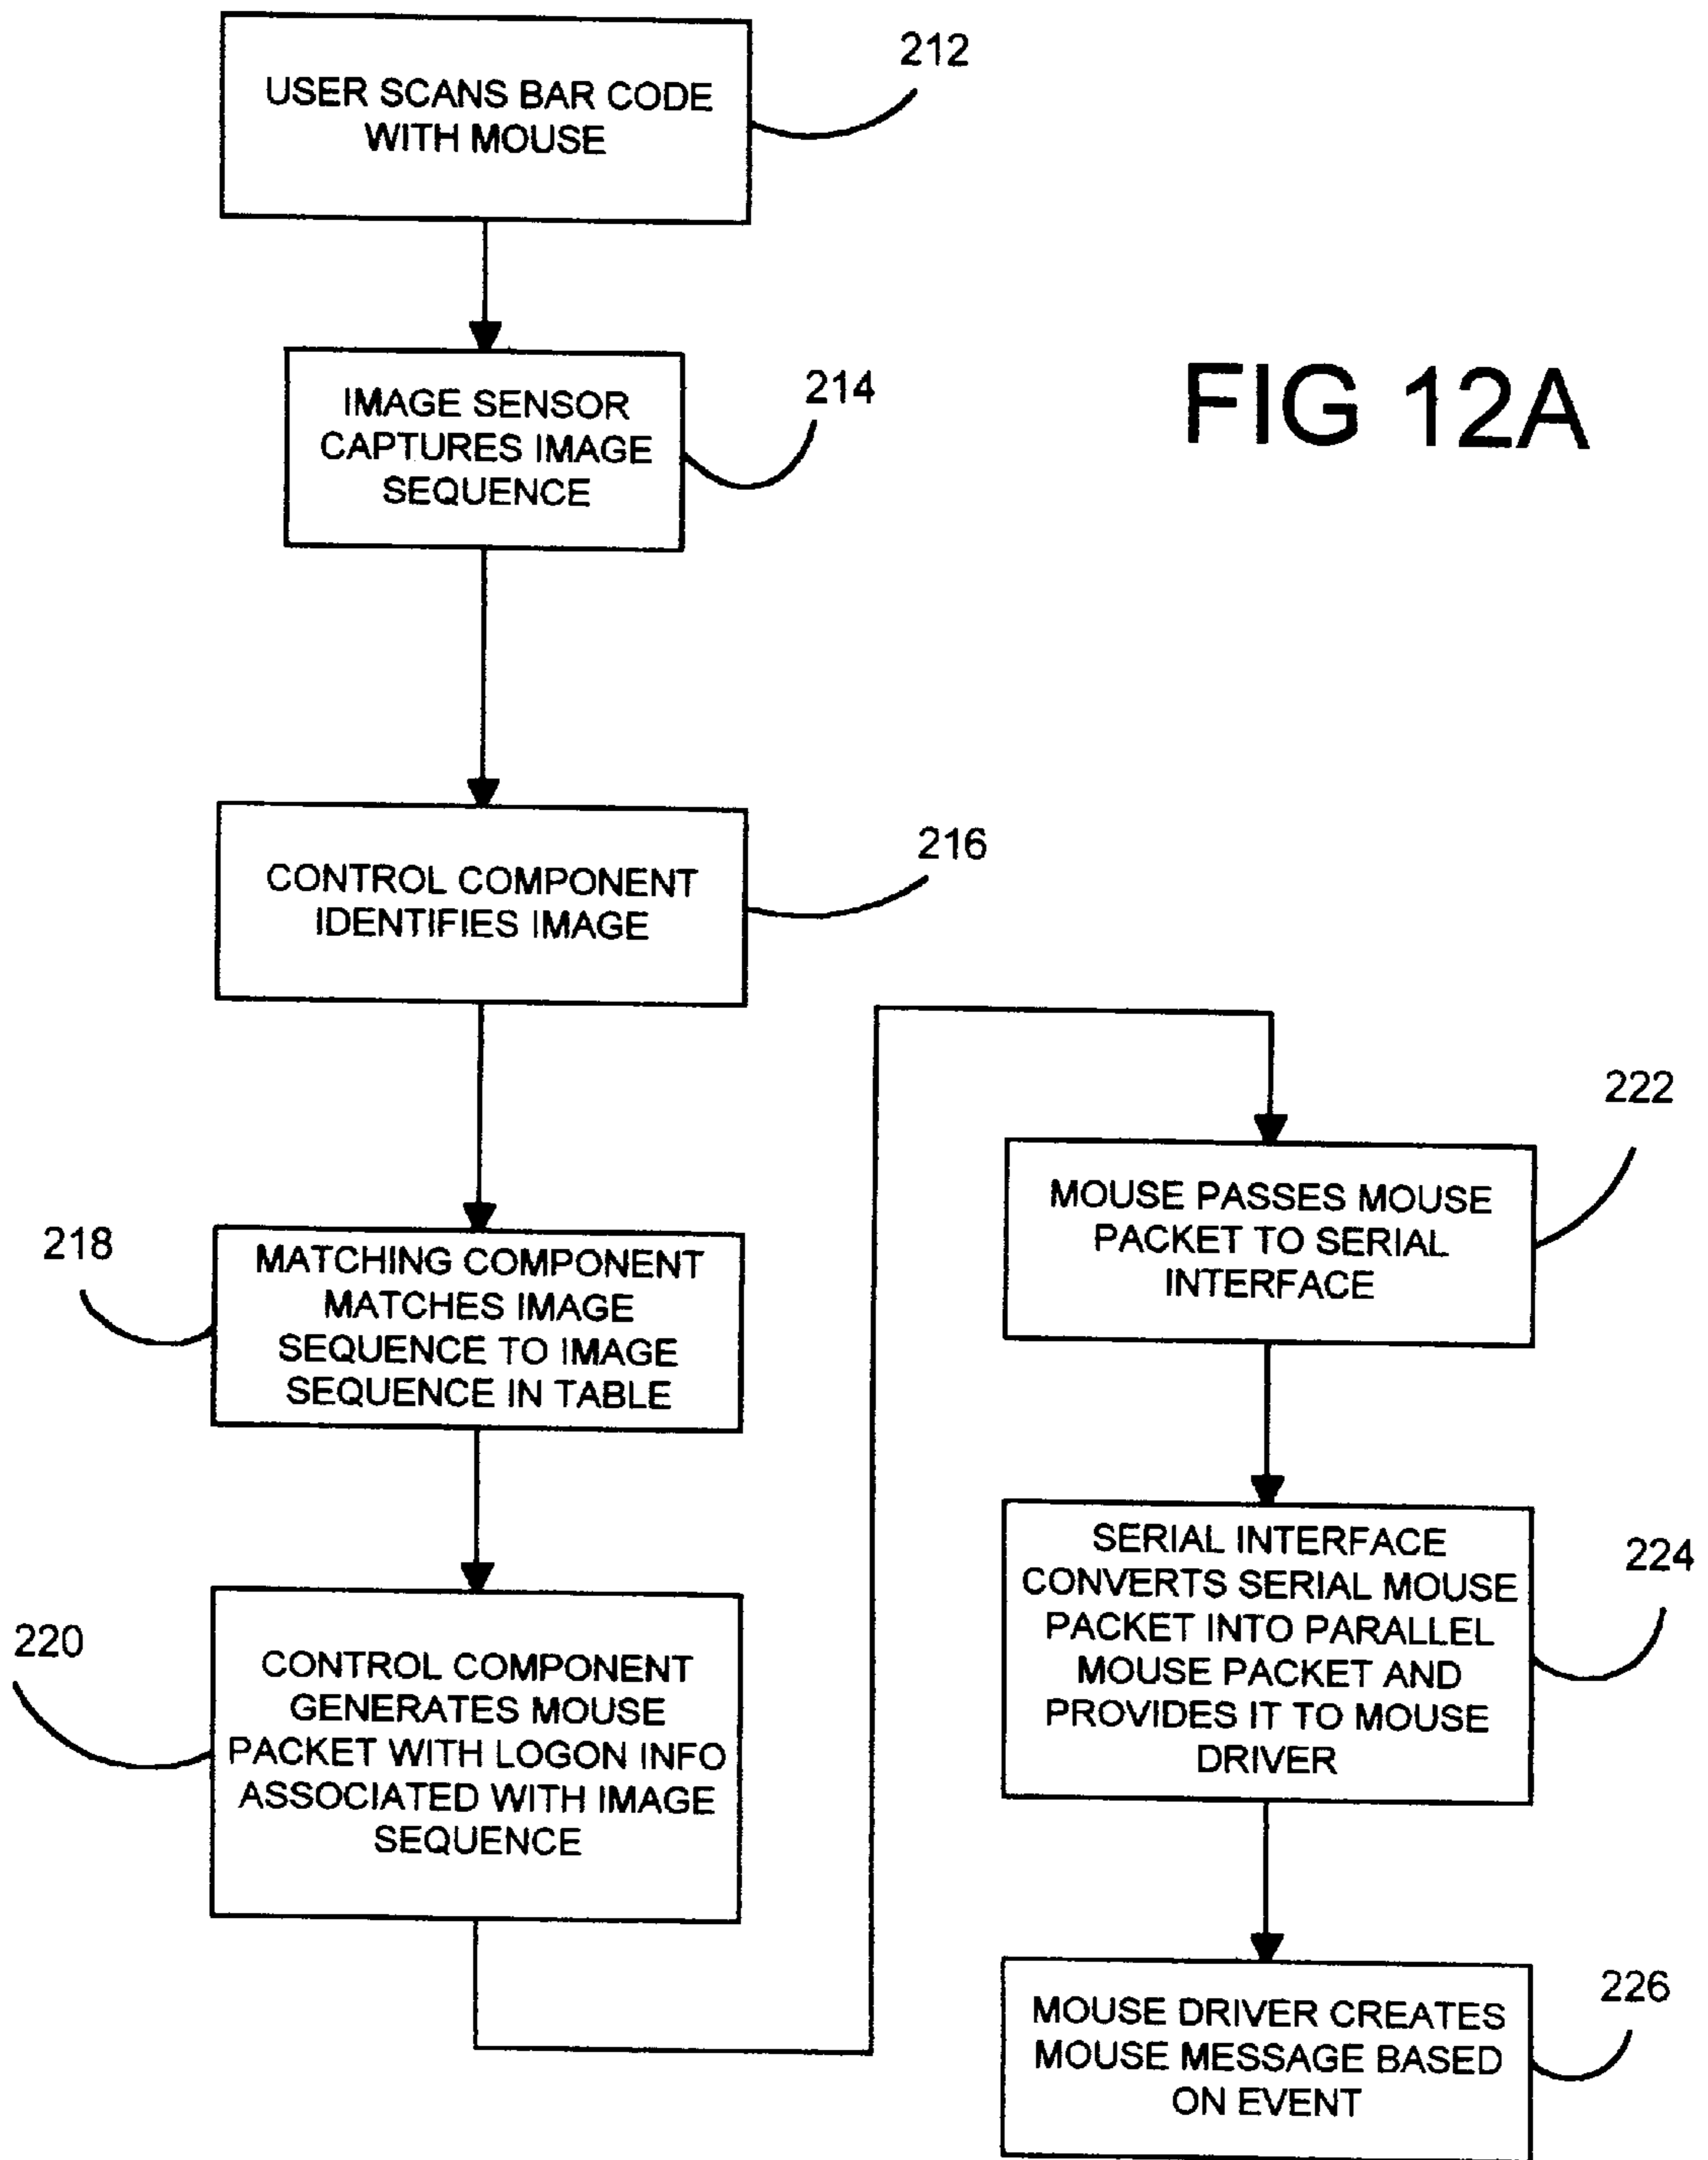 USER SCANS BAR CODE
WITH MOUSE
212
IMAGE SENSOR
CAPTURES IMAGE
SEQUENCE
214
FIG 12A
CONTROL COMPONENT
IDENTIFIES IMAGE
216
218
MATCHING COMPONENT
MATCHES IMAGE
SEQUENCE TO IMAGE
SEQUENCE IN TABLE
220
CONTROL COMPONENT
GENERATES MOUSE
PACKET WITH LOGON INFO
ASSOCIATED WITH IMAGE
SEQUENCE
222
MOUSE PASSES MOUSE
PACKET TO SERIAL
INTERFACE
224
SERIAL INTERFACE
CONVERTS SERIAL MOUSE
PACKET INTO PARALLEL
MOUSE PACKET AND
PROVIDES IT TO MOUSE
DRIVER
226
MOUSE DRIVER CREATES
MOUSE MESSAGE BASED
ON EVENT